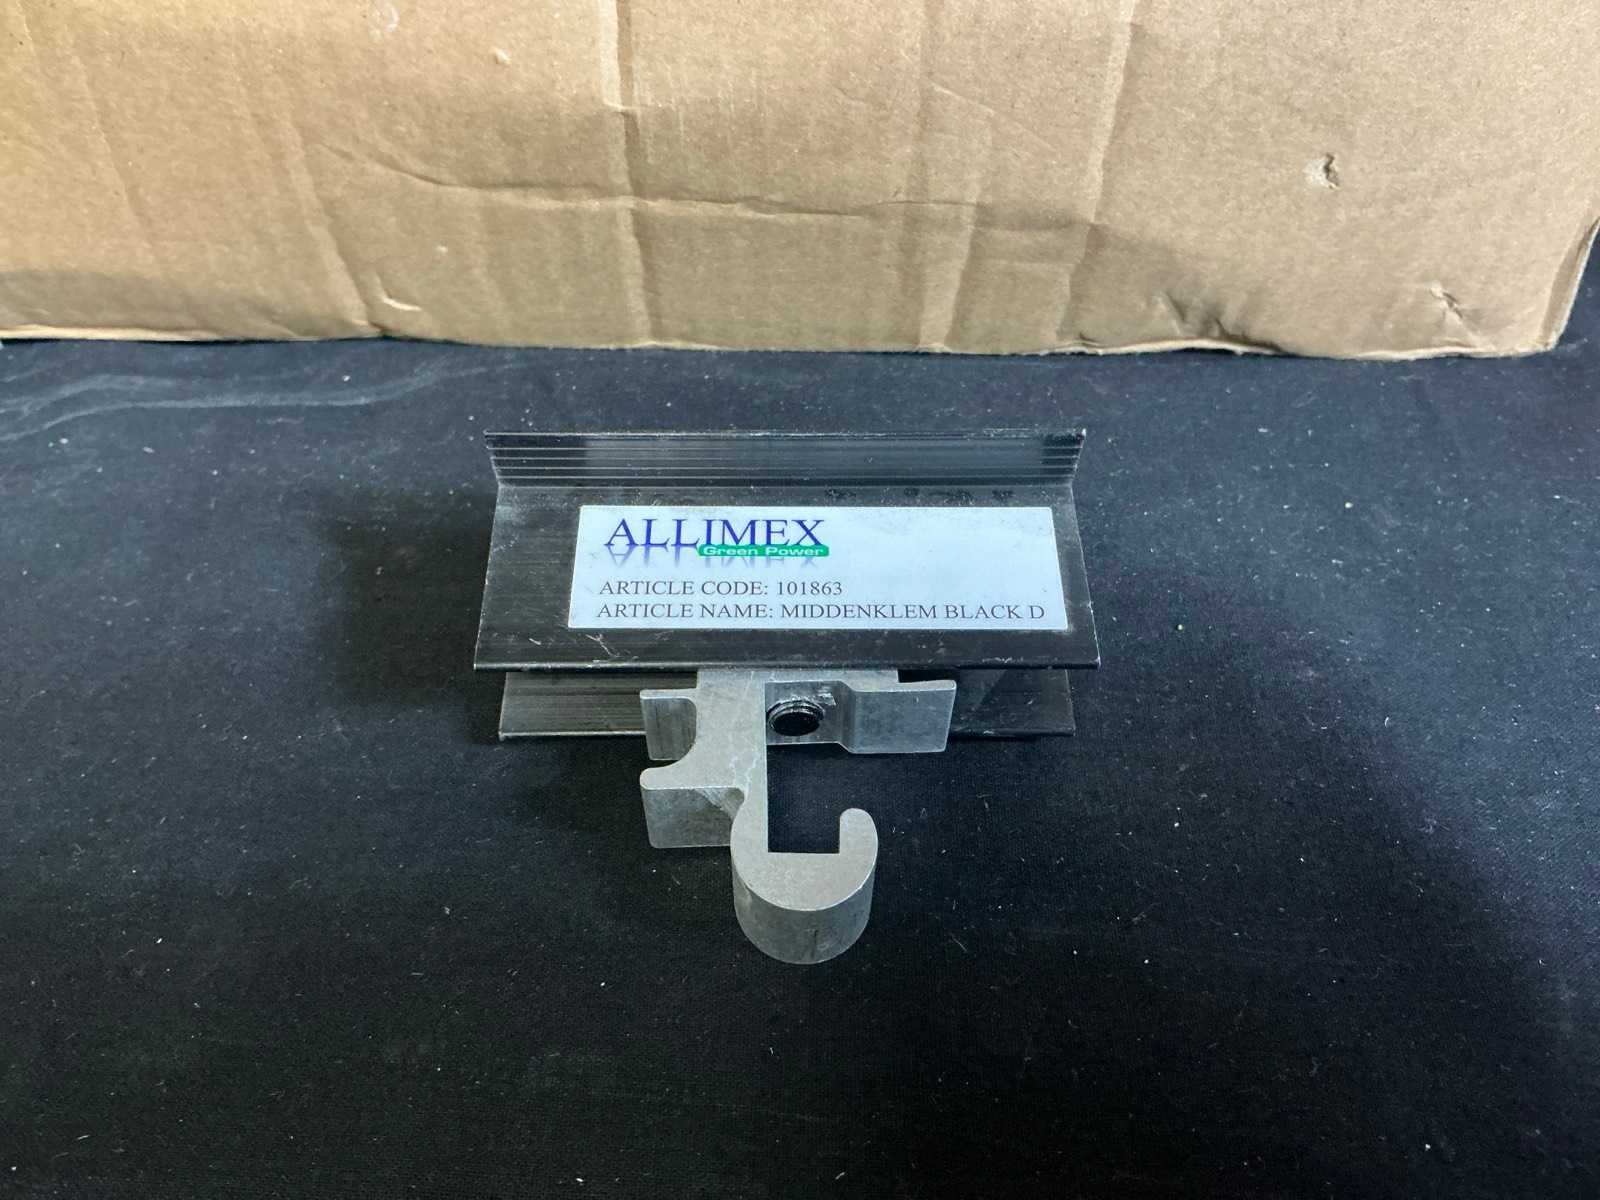 ALLIMEX
Green Power
ARTICLE CODE: 101863
ARTICLE NAME: MIDDENKLEM BLACK D